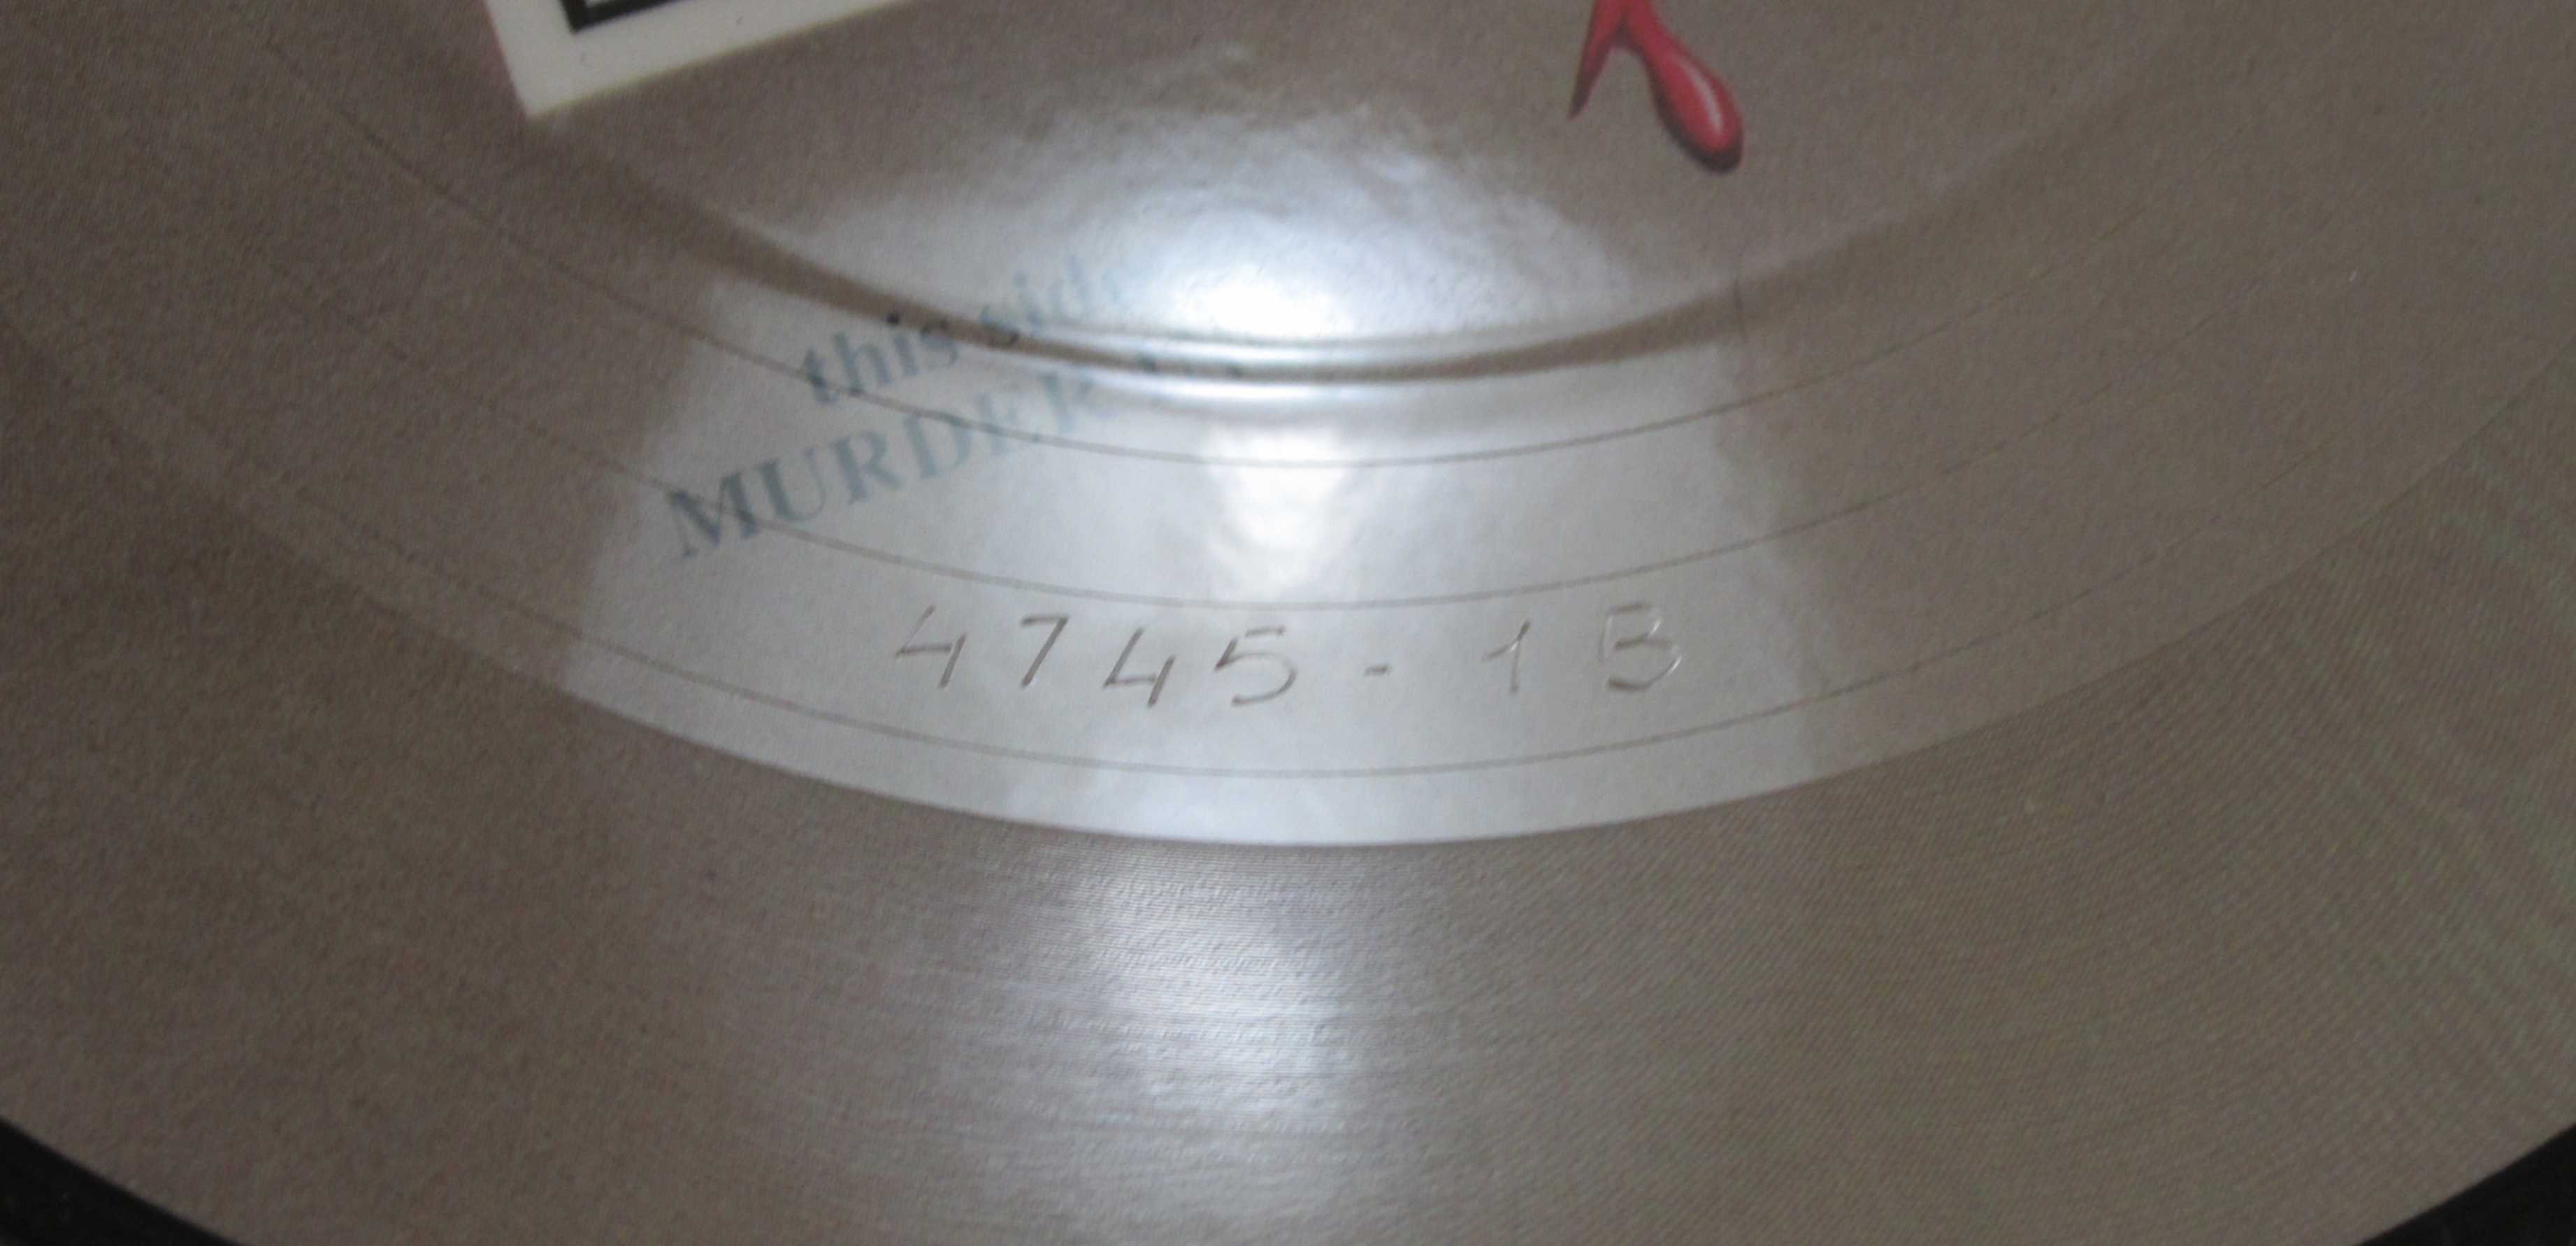 this side
MURDER
4745 - 1B